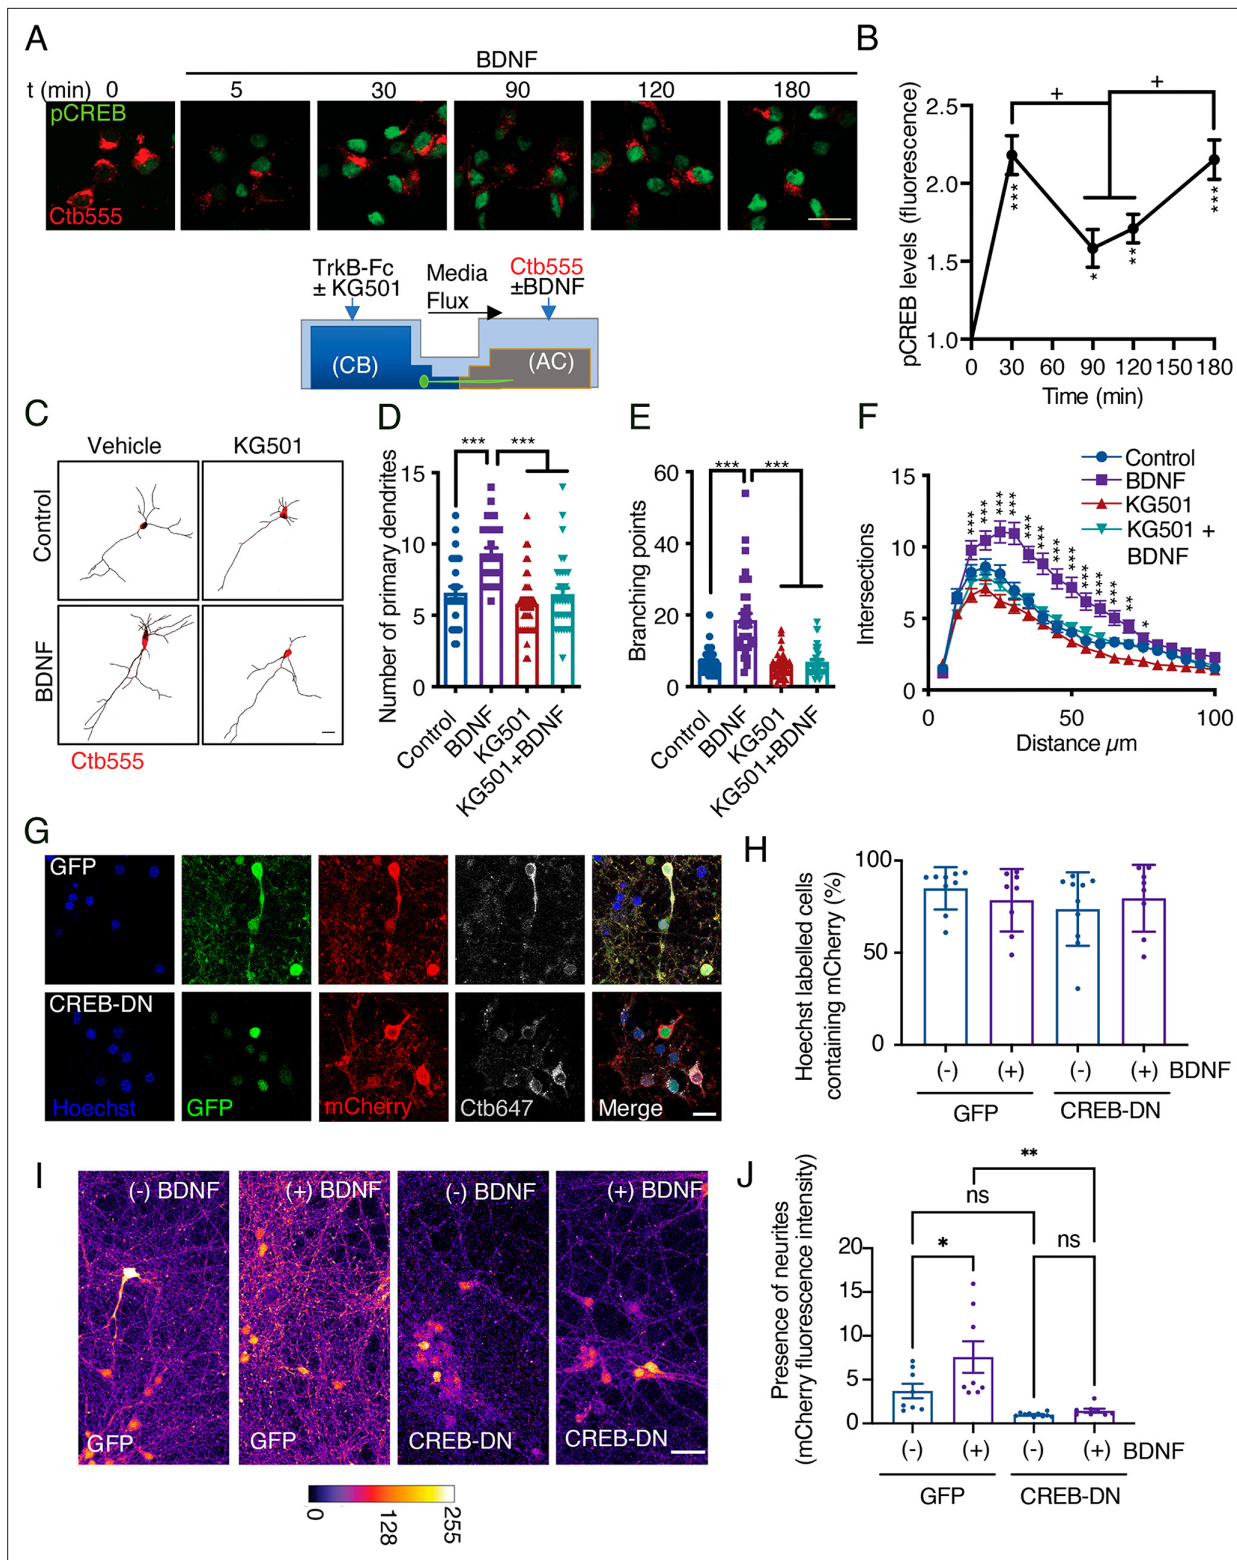 A
BDNF
t (min) 0 5 30 90 120 180
pCREB
Ctb555
TrkB-Fc
± KG501
Media
Flux
Ctb555
±BDNF
(CB)
(AC)
B
pCREB levels (fluorescence)
2.5
2.0
1.5
1.0
+
+
***
*
**
***
0 30 60 90 120 150 180
Time (min)
C
Vehicle KG501
Control
BDNF
Ctb555
D
Number of primary dendrites
15
10
5
0
*** ***
Control
BDNF
KG501
KG501+BDNF
E
Branching points
60
40
20
0
*** ***
Control
BDNF
KG501
KG501+BDNF
F
Control
BDNF
KG501
KG501 +
BDNF
Intersections
15
10
5
0
*** *** *** *** *** *** *** *** *** *** *** ** *
0 50 100
Distance µm
G
GFP
CREB-DN
Hoechst GFP mCherry Ctb647 Merge
H
Hoechst labelled cells
containing mCherry (%)
100
50
0
(-) (+) (-) (+) BDNF
GFP CREB-DN
I
(-) BDNF (+) BDNF (-) BDNF (+) BDNF
GFP GFP CREB-DN CREB-DN
0 128 255
J
Presence of neurites
(mCherry fluorescence intensity)
**
ns
* ns
20
15
10
5
0
(-) (+) (-) (+) BDNF
GFP CREB-DN